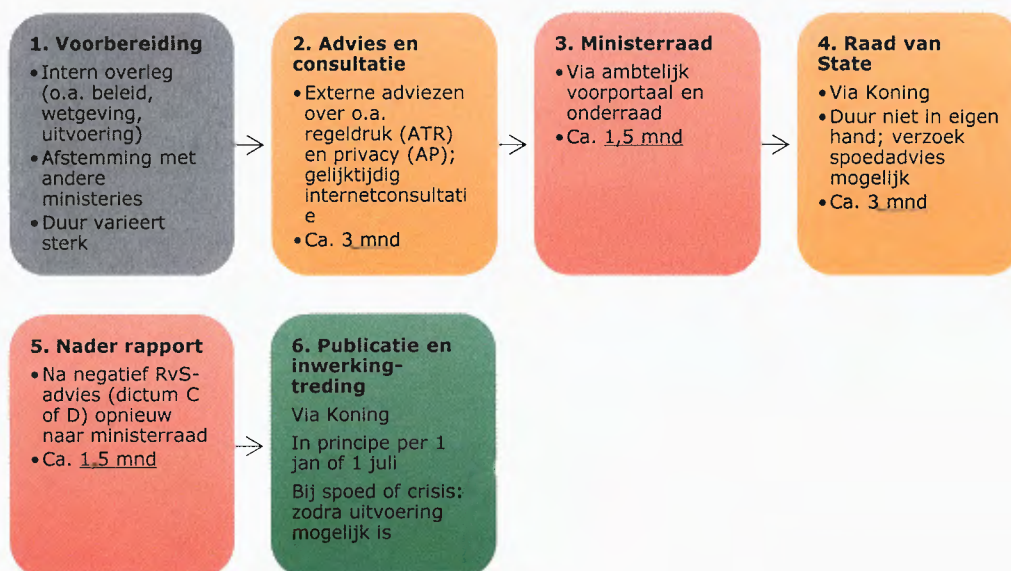 1. Voorbereiding
• Intern overleg
(o.a. beleid,
wetgeving,
uitvoering)
• Afstemming met
andere
ministeries
• Duur varieert
sterk
2. Advies en
consultatie
• Externe adviezen
over o.a.
regeldruk (ATR)
en privacy (AP);
gelijktijdig
internetconsultati
e
• Ca. 3 mnd
3. Ministerraad
• Via ambtelijk
voorportaal en
onderraad
• Ca. 1,5 mnd
4. Raad van
State
• Via Koning
• Duur niet in eigen
hand; verzoek
spoedadvies
mogelijk
• Ca. 3 mnd
5. Nader rapport
• Na negatief RvS-
advies (dictum C
of D) opnieuw
naar ministerraad
• Ca. 1,5 mnd
6. Publicatie en
inwerking-
treding
Via Koning
In principe per 1
jan of 1 juli
Bij spoed of crisis:
zodra uitvoering
mogelijk is